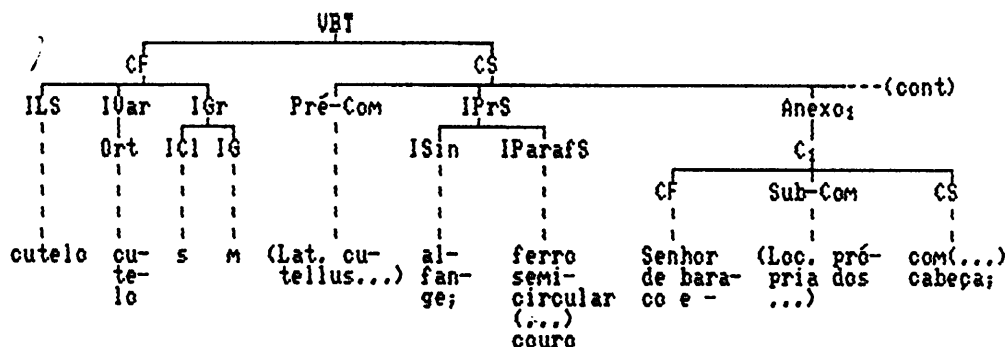 VBT
CF CS
---(cont)
ILS IVar IGr Pré-Com IPrS Anexo₁
Ort ICl IG ISin IParafS C₁
CF Sub-Com CS
cutelo cu- s m (Lat. cu- al- ferro Senhor (Loc. pró- com(...)
te- tellus...) fan- semi- de bara- pria dos cabeça;
lo ge; circular co e - ...)
(...)
couro